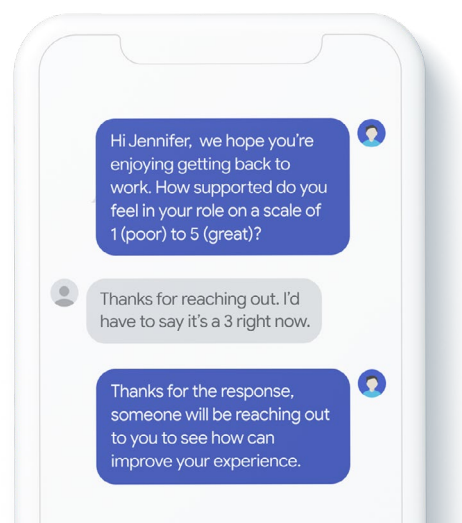 Hi Jennifer, we hope you're
enjoying getting back to
work. How supported do you
feel in your role on a scale of
1 (poor) to 5 (great)?
Thanks for reaching out. I'd
have to say it's a 3 right now.
Thanks for the response,
someone will be reaching out
to you to see how can
improve your experience.